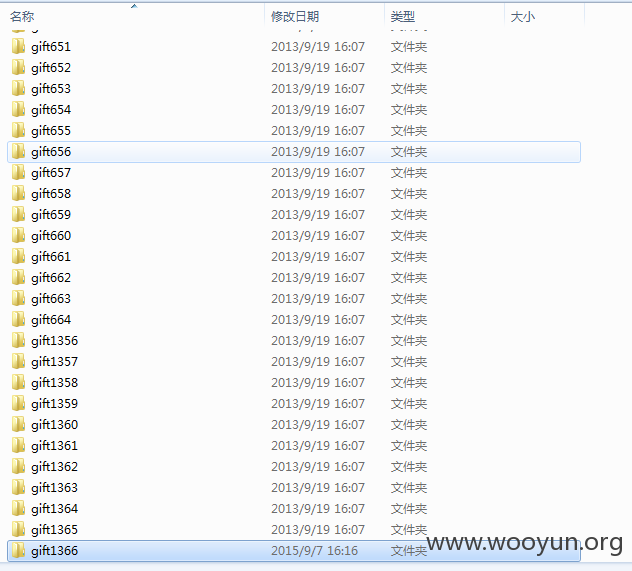 名称 修改日期 类型 大小
gift651 2013/9/19 16:07 文件夹
gift652 2013/9/19 16:07 文件夹
gift653 2013/9/19 16:07 文件夹
gift654 2013/9/19 16:07 文件夹
gift655 2013/9/19 16:07 文件夹
gift656 2013/9/19 16:07 文件夹
gift657 2013/9/19 16:07 文件夹
gift658 2013/9/19 16:07 文件夹
gift659 2013/9/19 16:07 文件夹
gift660 2013/9/19 16:07 文件夹
gift661 2013/9/19 16:07 文件夹
gift662 2013/9/19 16:07 文件夹
gift663 2013/9/19 16:07 文件夹
gift664 2013/9/19 16:07 文件夹
gift1356 2013/9/19 16:07 文件夹
gift1357 2013/9/19 16:07 文件夹
gift1358 2013/9/19 16:07 文件夹
gift1359 2013/9/19 16:07 文件夹
gift1360 2013/9/19 16:07 文件夹
gift1361 2013/9/19 16:07 文件夹
gift1362 2013/9/19 16:07 文件夹
gift1363 2013/9/19 16:07 文件夹
gift1364 2013/9/19 16:07 文件夹
gift1365 2013/9/19 16:07 文件夹
gift1366 2015/9/7 16:16 文件夹
www.wooyun.org